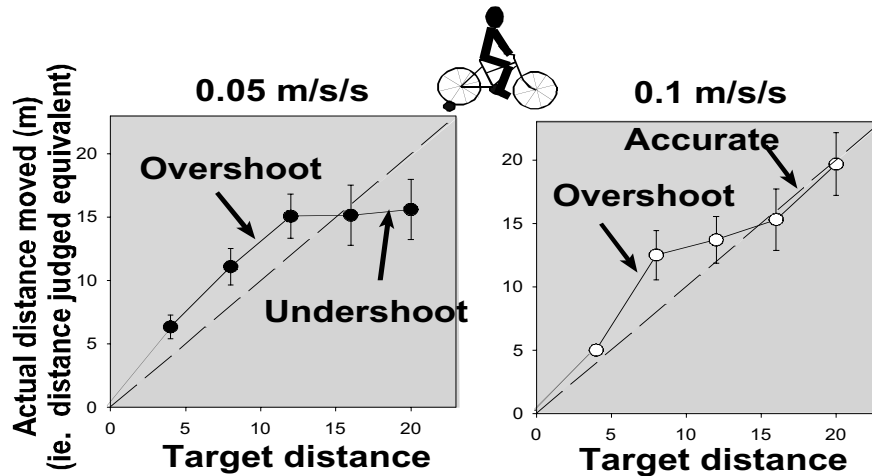 0.05 m/s/s
0.1 m/s/s
Actual distance moved (m)
(ie. distance judged equivalent)
20
15
10
5
0
Overshoot
Undershoot
0
5
10
15
20
Target distance
20
15
10
5
0
Accurate
Overshoot
0
5
10
15
20
Target distance